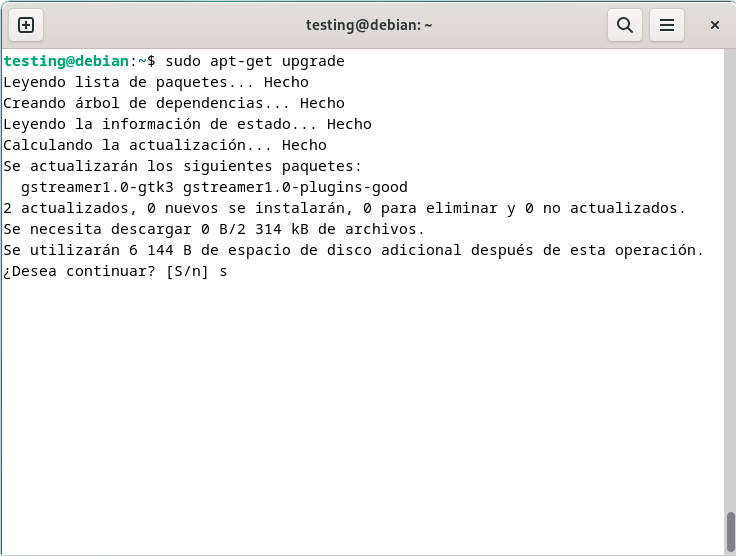 testing@debian: ~
testing@debian:~$ sudo apt-get upgrade
Leyendo lista de paquetes... Hecho
Creando árbol de dependencias... Hecho
Leyendo la información de estado... Hecho
Calculando la actualización... Hecho
Se actualizarán los siguientes paquetes:
  gstreamer1.0-gtk3 gstreamer1.0-plugins-good
2 actualizados, 0 nuevos se instalarán, 0 para eliminar y 0 no actualizados.
Se necesita descargar 0 B/2 314 kB de archivos.
Se utilizarán 6 144 B de espacio de disco adicional después de esta operación.
¿Desea continuar? [S/n] s